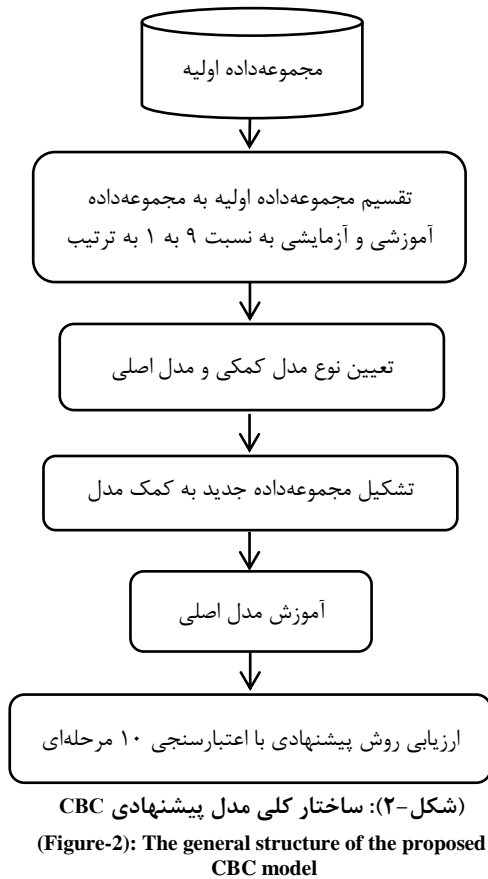 مجموعه‌داده اولیه
تقسیم مجموعه‌داده اولیه به مجموعه‌داده
آموزشی و آزمایشی به نسبت ۹ به ۱ به ترتیب
تعیین نوع مدل کمکی و مدل اصلی
تشکیل مجموعه‌داده جدید به کمک مدل
آموزش مدل اصلی
ارزیابی روش پیشنهادی با اعتبارسنجی ۱۰ مرحله‌ای
(شکل-۲): ساختار کلی مدل پیشنهادی CBC
(Figure-2): The general structure of the proposed
CBC model